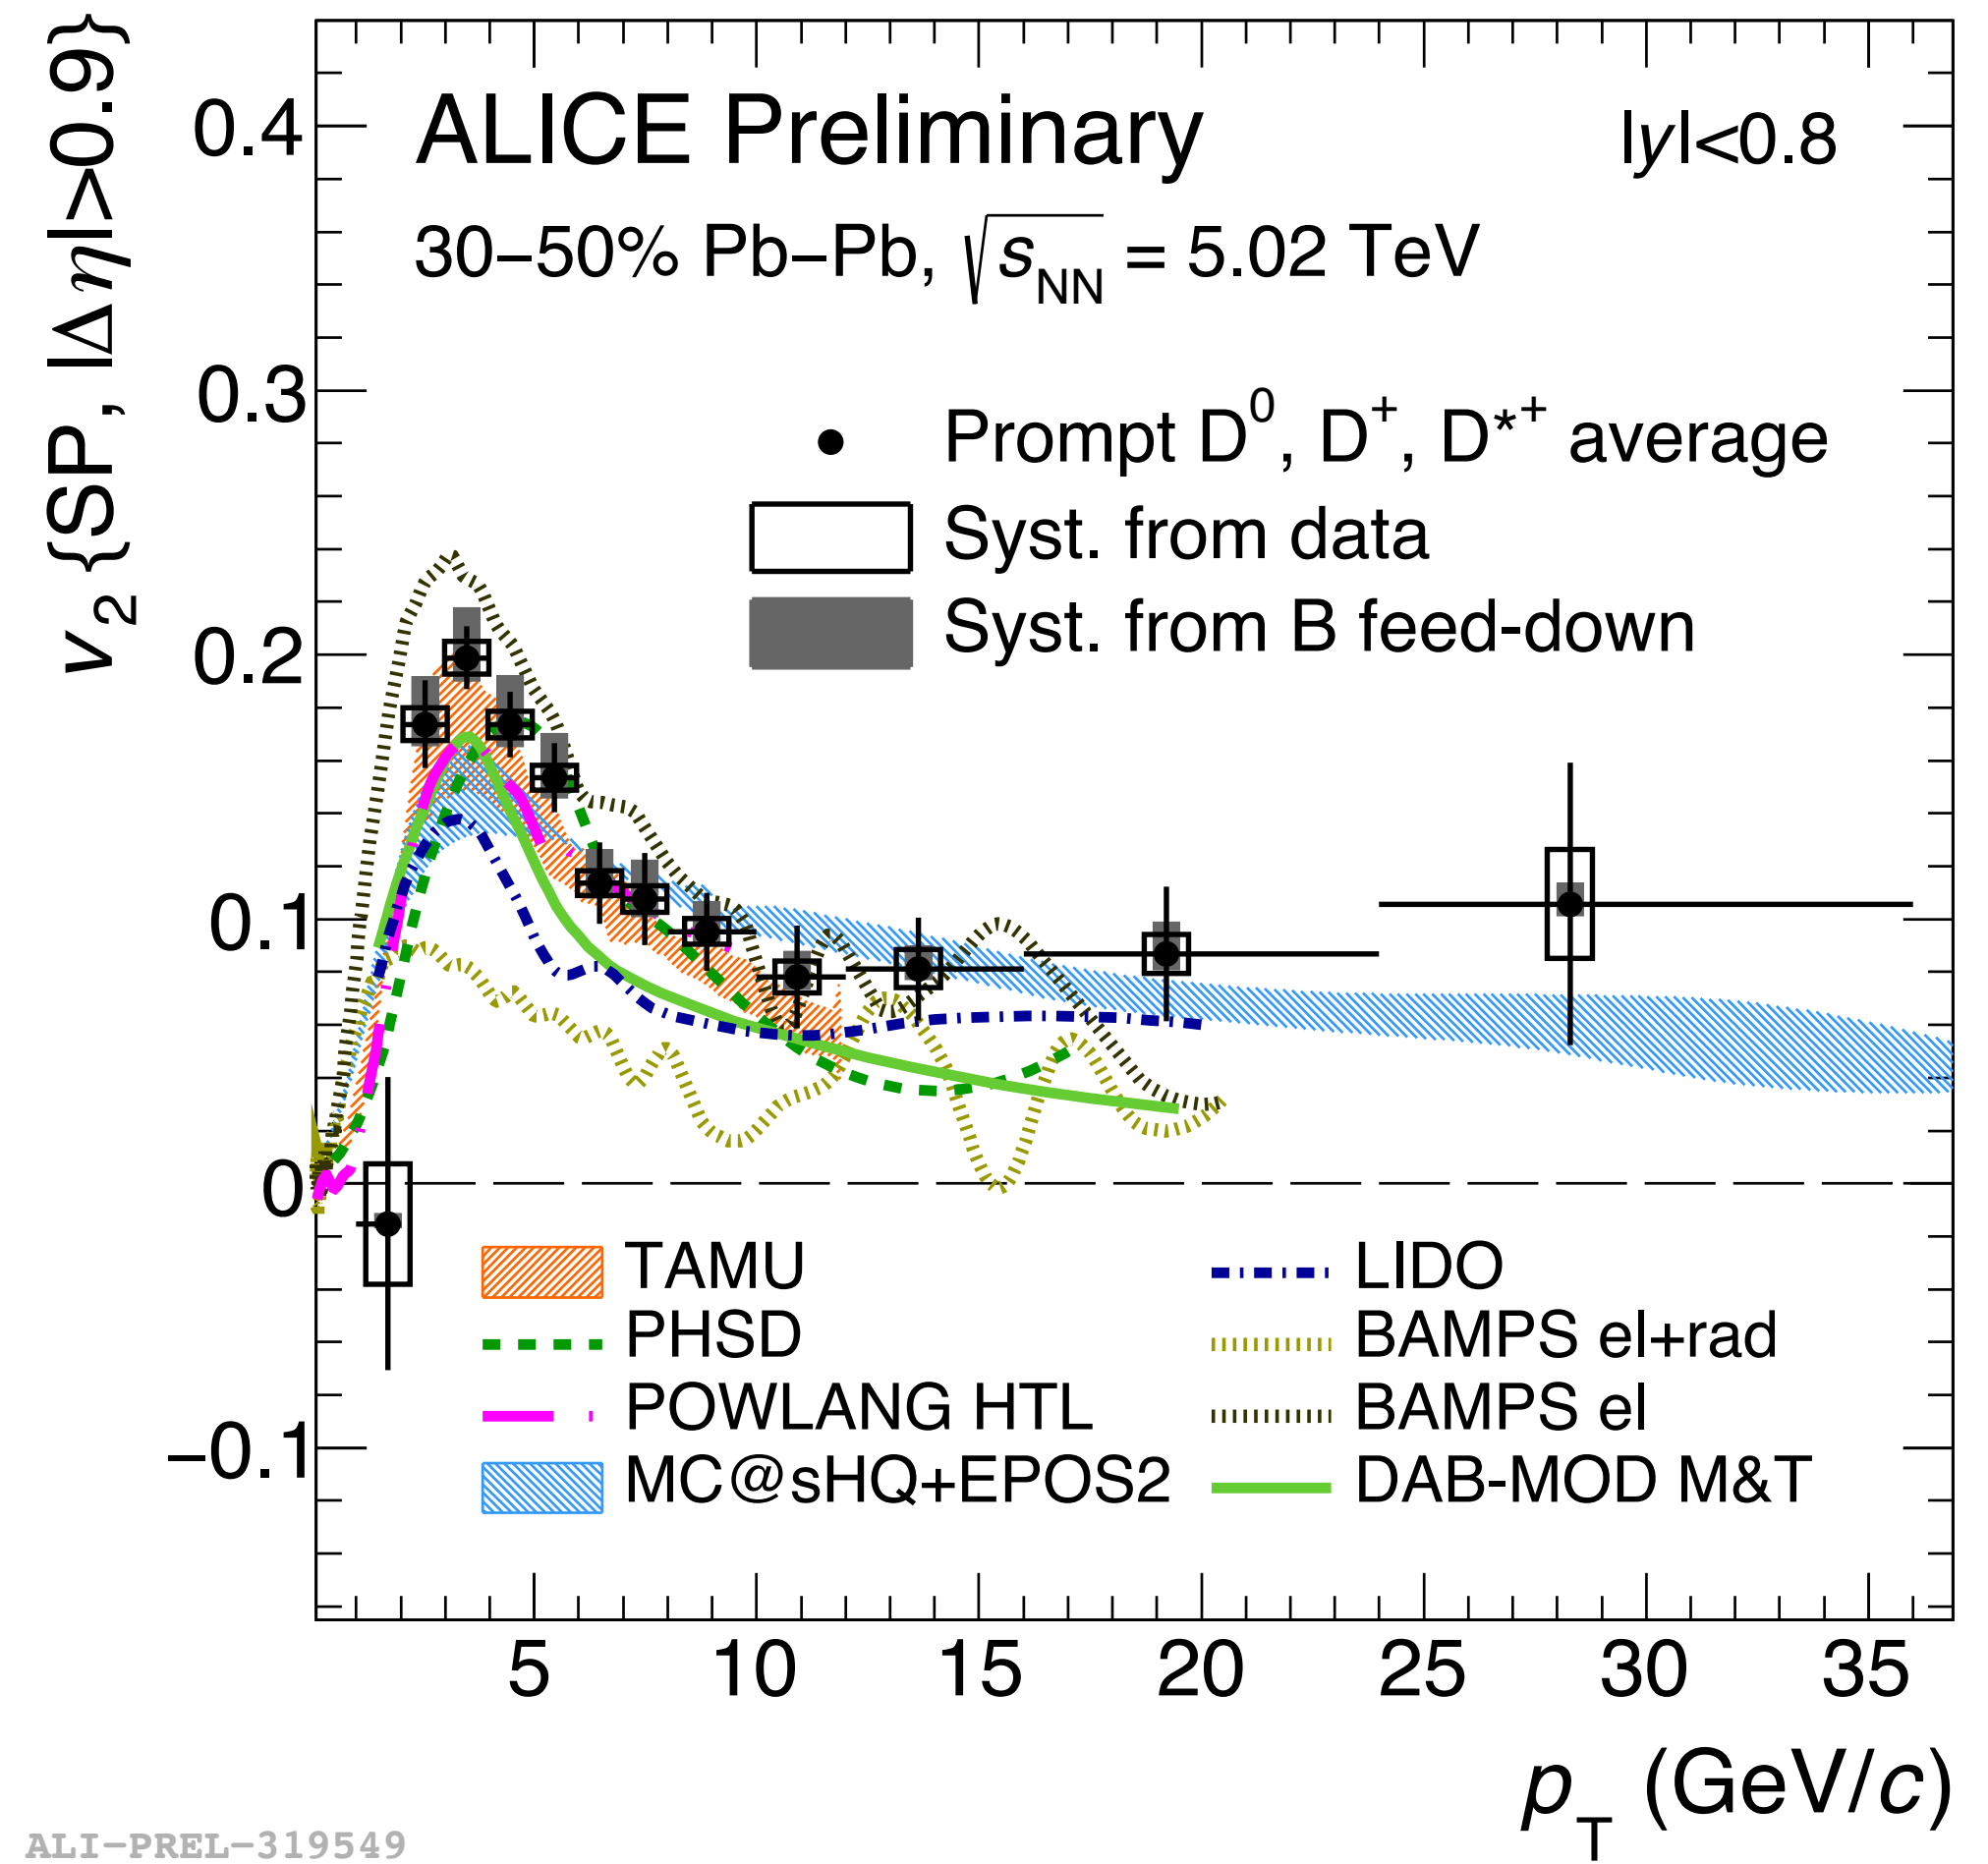 v2 {SP, |Δη|>0.9}
ALICE Preliminary
|y|<0.8
30−50% Pb−Pb, √sNN = 5.02 TeV
Prompt D0, D+, D*+ average
Syst. from data
Syst. from B feed-down
0.4
0.3
0.2
0.1
0
−0.1
TAMU
PHSD
POWLANG HTL
MC@sHQ+EPOS2
LIDO
BAMPS el+rad
BAMPS el
DAB-MOD M&T
5 10 15 20 25 30 35
pT (GeV/c)
ALI-PREL-319549